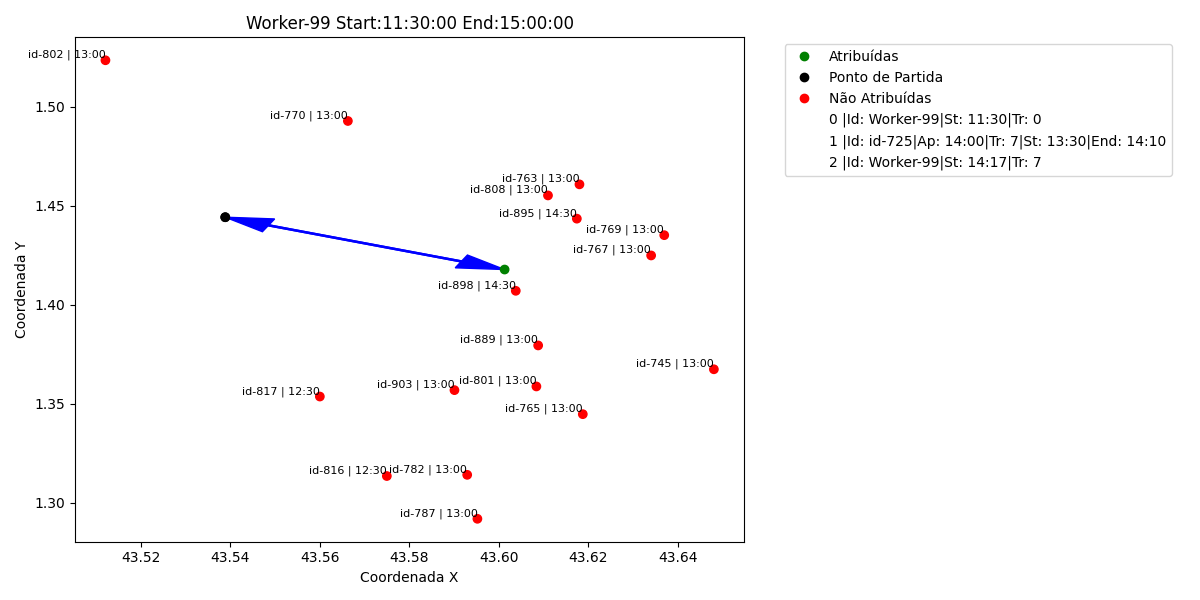 Worker-99 Start:11:30:00 End:15:00:00
id-802 | 13:00
id-770 | 13:00
id-763 | 13:00
id-808 | 13:00
id-895 | 14:30
id-769 | 13:00
id-767 | 13:00
id-898 | 14:30
id-889 | 13:00
id-745 | 13:00
id-817 | 12:30
id-903 | 13:00
id-801 | 13:00
id-765 | 13:00
id-816 | 12:30
id-782 | 13:00
id-787 | 13:00
1.50
1.45
1.40
1.35
1.30
Coordenada Y
43.52
43.54
43.56
43.58
43.60
43.62
43.64
Coordenada X
Atribuídas
Ponto de Partida
Não Atribuídas
0 |Id: Worker-99|St: 11:30|Tr: 0
1 |Id: id-725|Ap: 14:00|Tr: 7|St: 13:30|End: 14:10
2 |Id: Worker-99|St: 14:17|Tr: 7